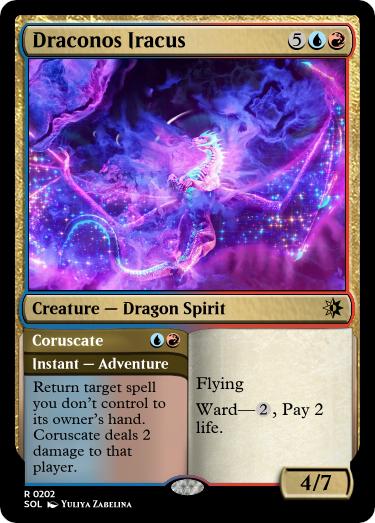 Draconos Iracus 5
Creature — Dragon Spirit
Coruscate
Instant — Adventure
Return target spell
you don't control to
its owner's hand.
Coruscate deals 2
damage to that
player.
Flying
Ward—2, Pay 2
life.
4/7
R 0202
SOL Yuliya Zabelina